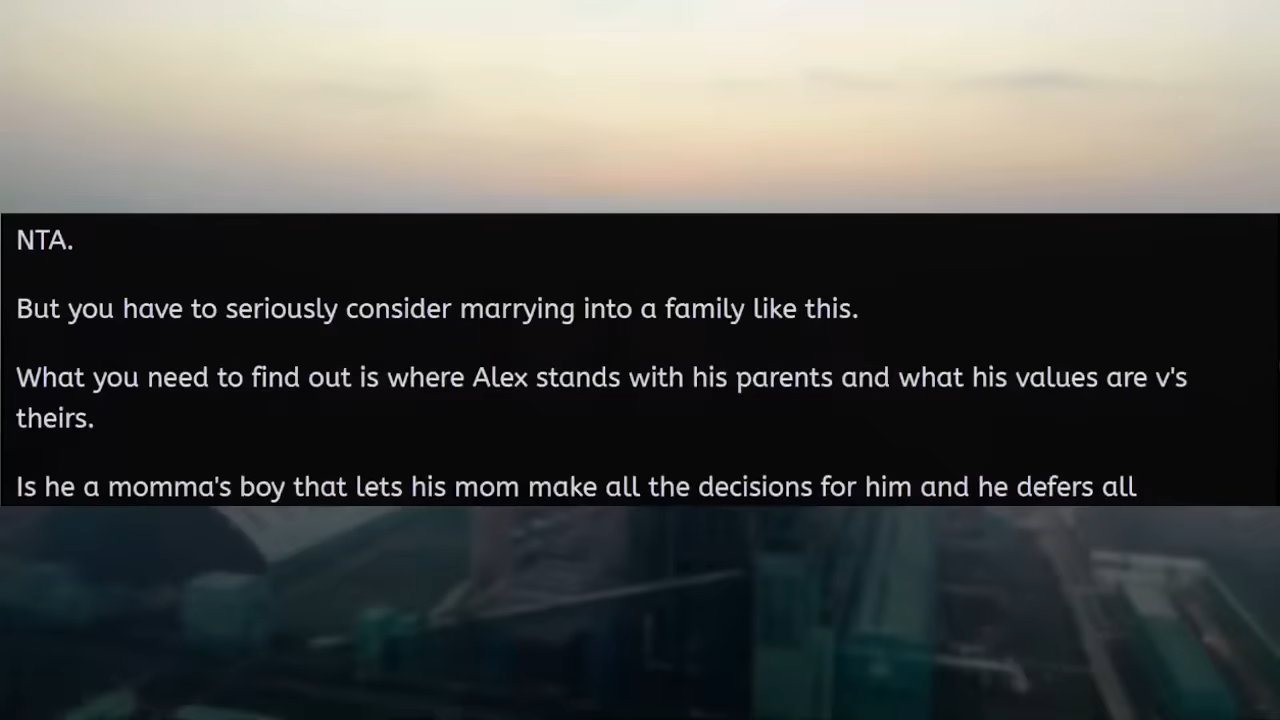 NTA.
But you have to seriously consider marrying into a family like this.
What you need to find out is where Alex stands with his parents and what his values are v's
theirs.
Is he a momma's boy that lets his mom make all the decisions for him and he defers all